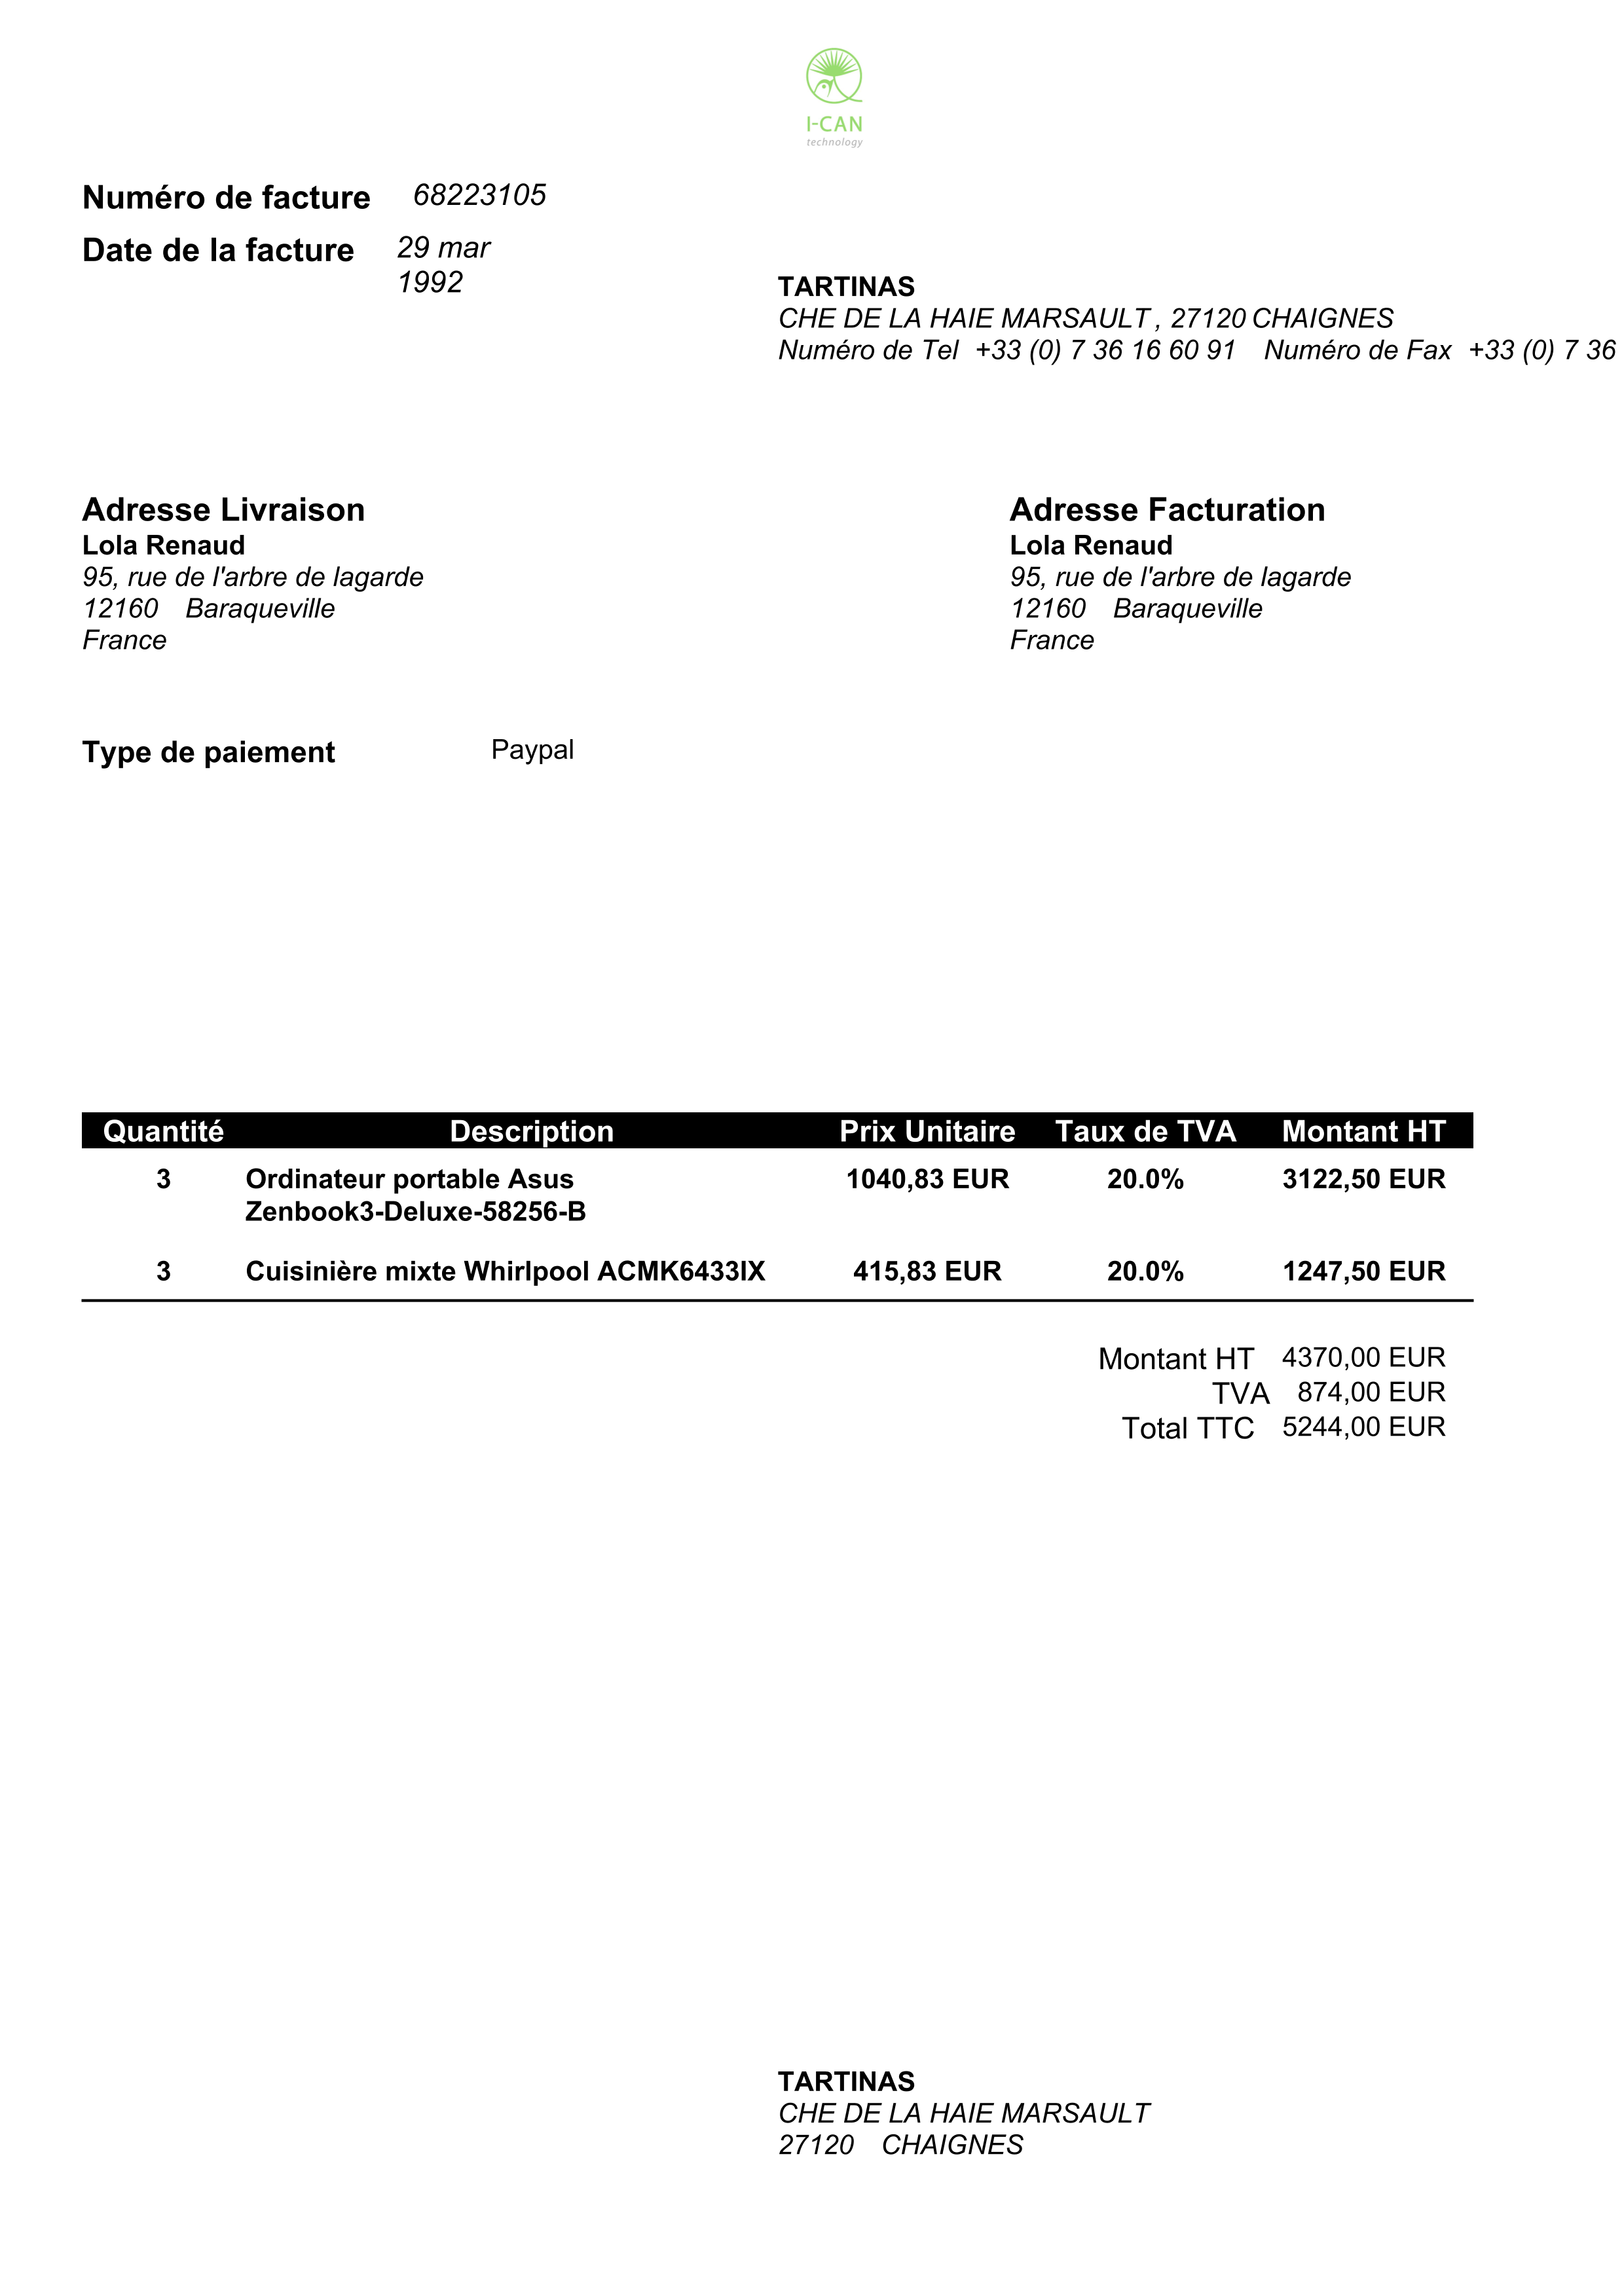 I-CAN
technology
Numéro de facture 68223105
Date de la facture 29 mar
1992
TARTINAS
CHE DE LA HAIE MARSAULT , 27120 CHAIGNES
Numéro de Tel +33 (0) 7 36 16 60 91 Numéro de Fax +33 (0) 7 36
Adresse Livraison
Lola Renaud
95, rue de l'arbre de lagarde
12160 Baraqueville
France
Adresse Facturation
Lola Renaud
95, rue de l'arbre de lagarde
12160 Baraqueville
France
Type de paiement Paypal
Quantité Description Prix Unitaire Taux de TVA Montant HT
3 Ordinateur portable Asus 1040,83 EUR 20.0% 3122,50 EUR
Zenbook3-Deluxe-58256-B
3 Cuisinière mixte Whirlpool ACMK6433IX 415,83 EUR 20.0% 1247,50 EUR
Montant HT 4370,00 EUR
TVA 874,00 EUR
Total TTC 5244,00 EUR
TARTINAS
CHE DE LA HAIE MARSAULT
27120 CHAIGNES